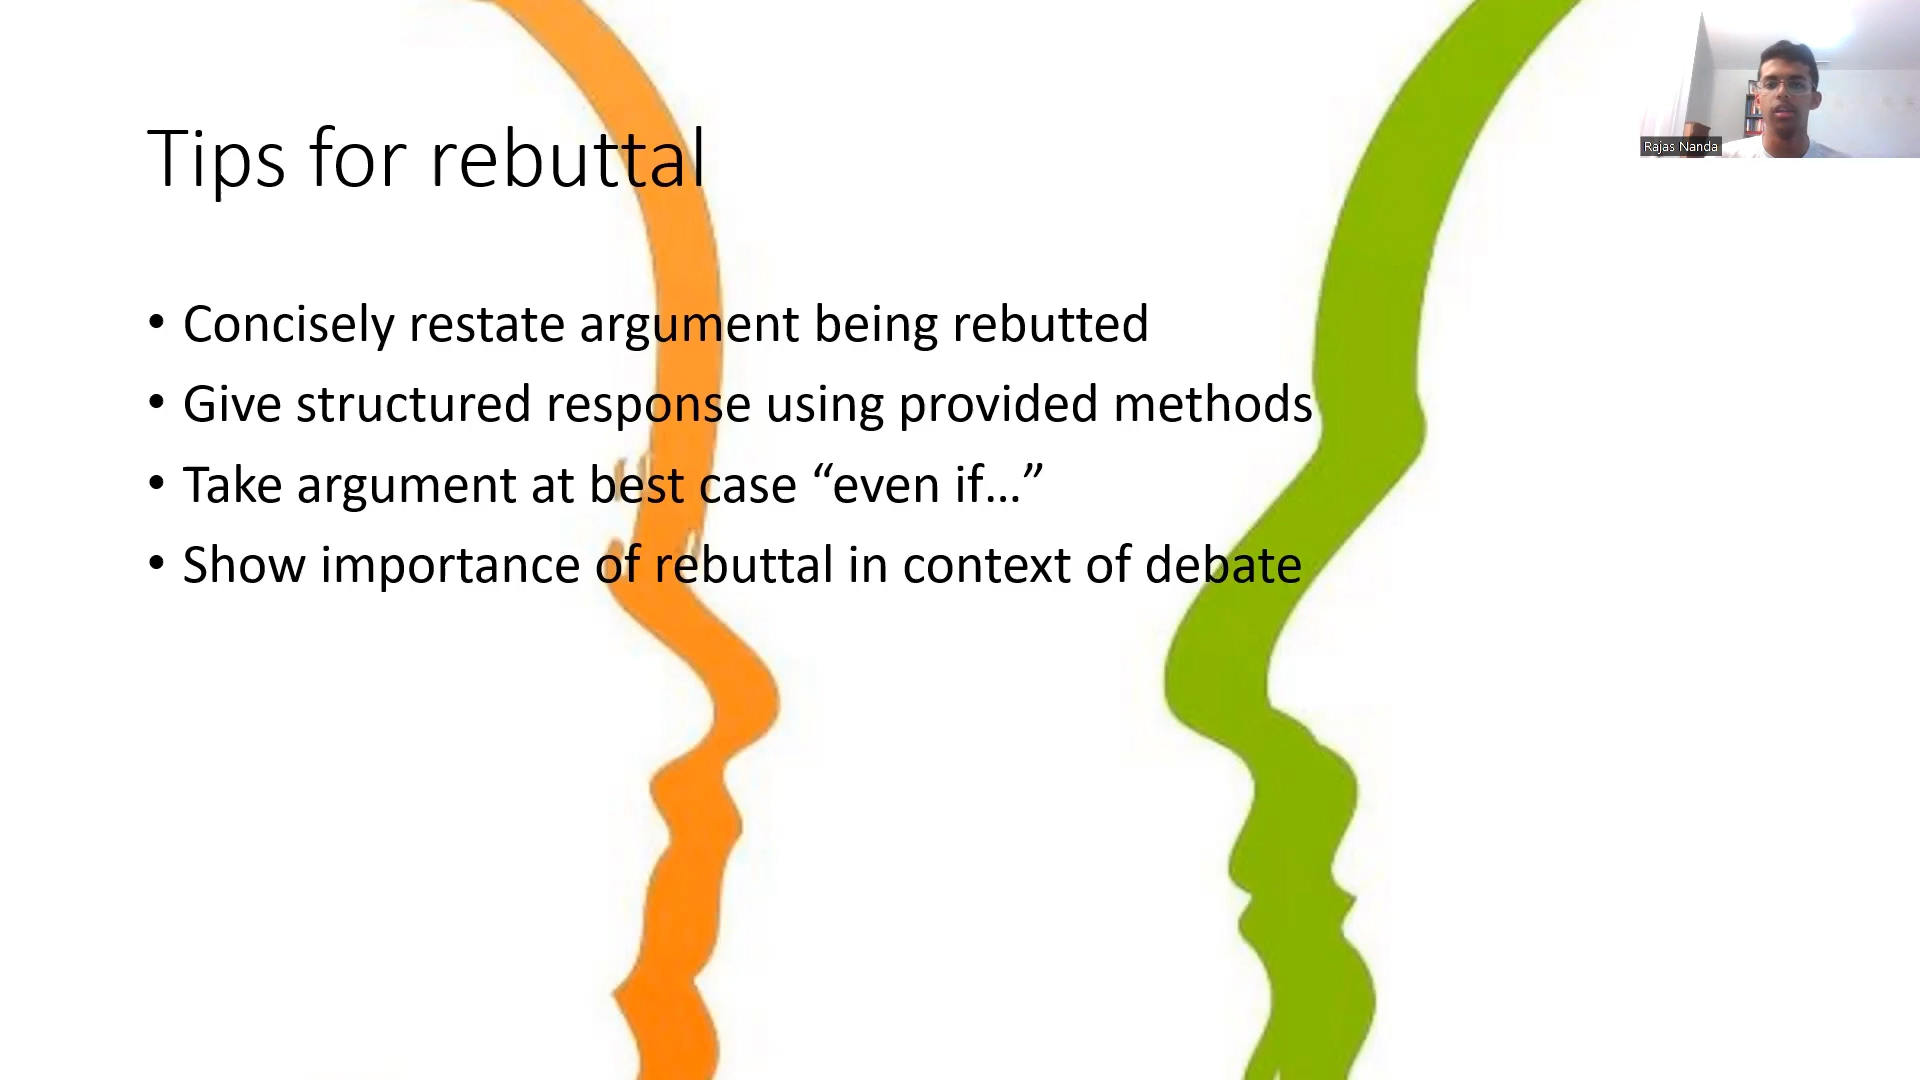 Tips for rebuttal
• Concisely restate argument being rebutted
• Give structured response using provided methods
• Take argument at best case “even if…”
• Show importance of rebuttal in context of debate
Rajas Nanda